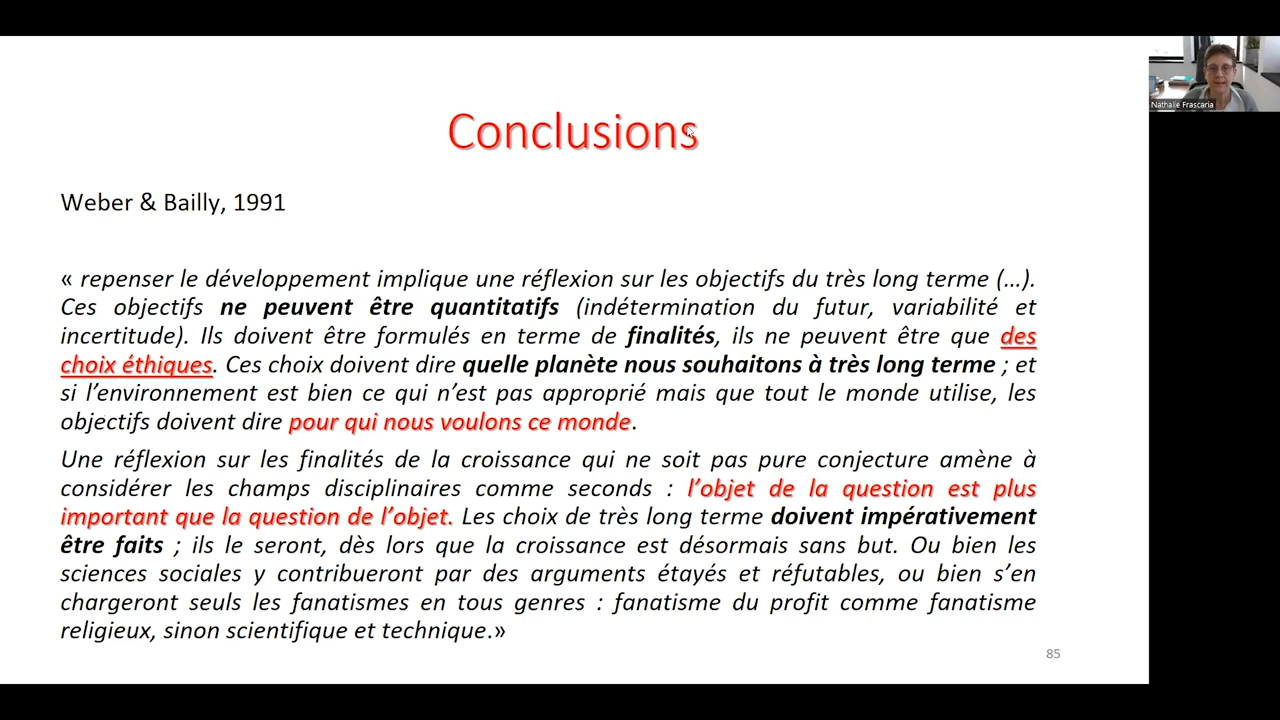 Conclusions
Nathalie Frascaria
Weber & Bailly, 1991
« repenser le développement implique une réflexion sur les objectifs du très long terme (…).
Ces objectifs ne peuvent être quantitatifs (indétermination du futur, variabilité et
incertitude). Ils doivent être formulés en terme de finalités, ils ne peuvent être que des
choix éthiques. Ces choix doivent dire quelle planète nous souhaitons à très long terme ; et
si l’environnement est bien ce qui n’est pas approprié mais que tout le monde utilise, les
objectifs doivent dire pour qui nous voulons ce monde.
Une réflexion sur les finalités de la croissance qui ne soit pas pure conjecture amène à
considérer les champs disciplinaires comme seconds : l’objet de la question est plus
important que la question de l’objet. Les choix de très long terme doivent impérativement
être faits ; ils le seront, dès lors que la croissance est désormais sans but. Ou bien les
sciences sociales y contribueront par des arguments étayés et réfutables, ou bien s’en
chargeront seuls les fanatismes en tous genres : fanatisme du profit comme fanatisme
religieux, sinon scientifique et technique.»
85